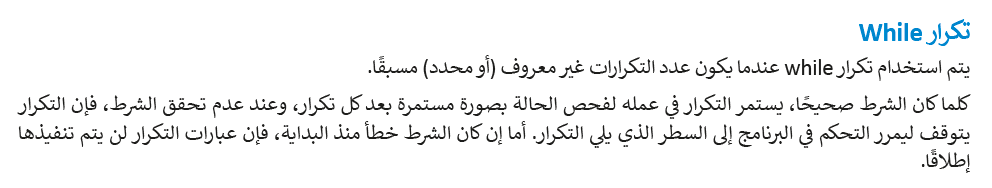 تكرار While
يتم استخدام تكرار while عندما يكون عدد التكرارات غير معروف (أو محدد) مسبقًا.
كلما كان الشرط صحيحًا، يستمر التكرار في عمله لفحص الحالة بصورة مستمرة بعد كل تكرار، وعند عدم تحقق الشرط، فإن التكرار
يتوقف ليمرر التحكم في البرنامج إلى السطر الذي يلي التكرار. أما إن كان الشرط خطأ منذ البداية، فإن عبارات التكرار لن يتم تنفيذها
إطلاقًا.